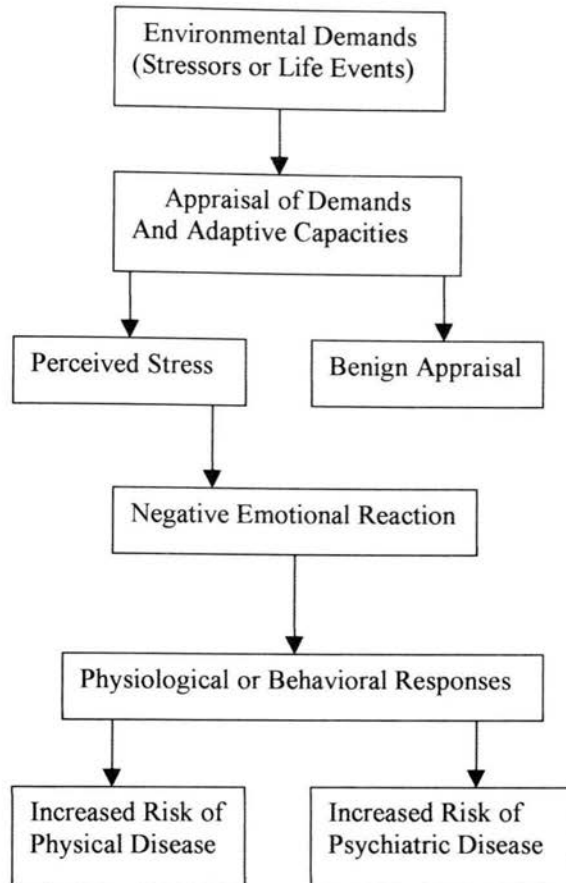 Environmental Demands
(Stressors or Life Events)
Appraisal of Demands
And Adaptive Capacities
Perceived Stress
Benign Appraisal
Negative Emotional Reaction
Physiological or Behavioral Responses
Increased Risk of
Physical Disease
Increased Risk of
Psychiatric Disease